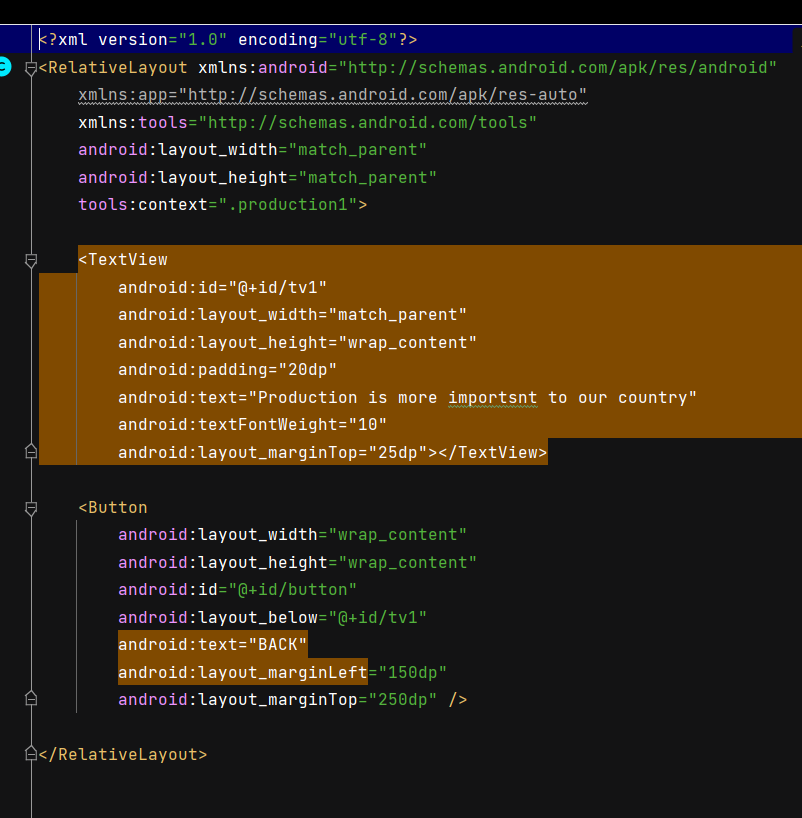 <?xml version="1.0" encoding="utf-8"?>
<RelativeLayout xmlns:android="http://schemas.android.com/apk/res/android"
    xmlns:app="http://schemas.android.com/apk/res-auto"
    xmlns:tools="http://schemas.android.com/tools"
    android:layout_width="match_parent"
    android:layout_height="match_parent"
    tools:context=".production1">

    <TextView
        android:id="@+id/tv1"
        android:layout_width="match_parent"
        android:layout_height="wrap_content"
        android:padding="20dp"
        android:text="Production is more importsnt to our country"
        android:textFontWeight="10"
        android:layout_marginTop="25dp"></TextView>

    <Button
        android:layout_width="wrap_content"
        android:layout_height="wrap_content"
        android:id="@+id/button"
        android:layout_below="@+id/tv1"
        android:text="BACK"
        android:layout_marginLeft="150dp"
        android:layout_marginTop="250dp" />

</RelativeLayout>